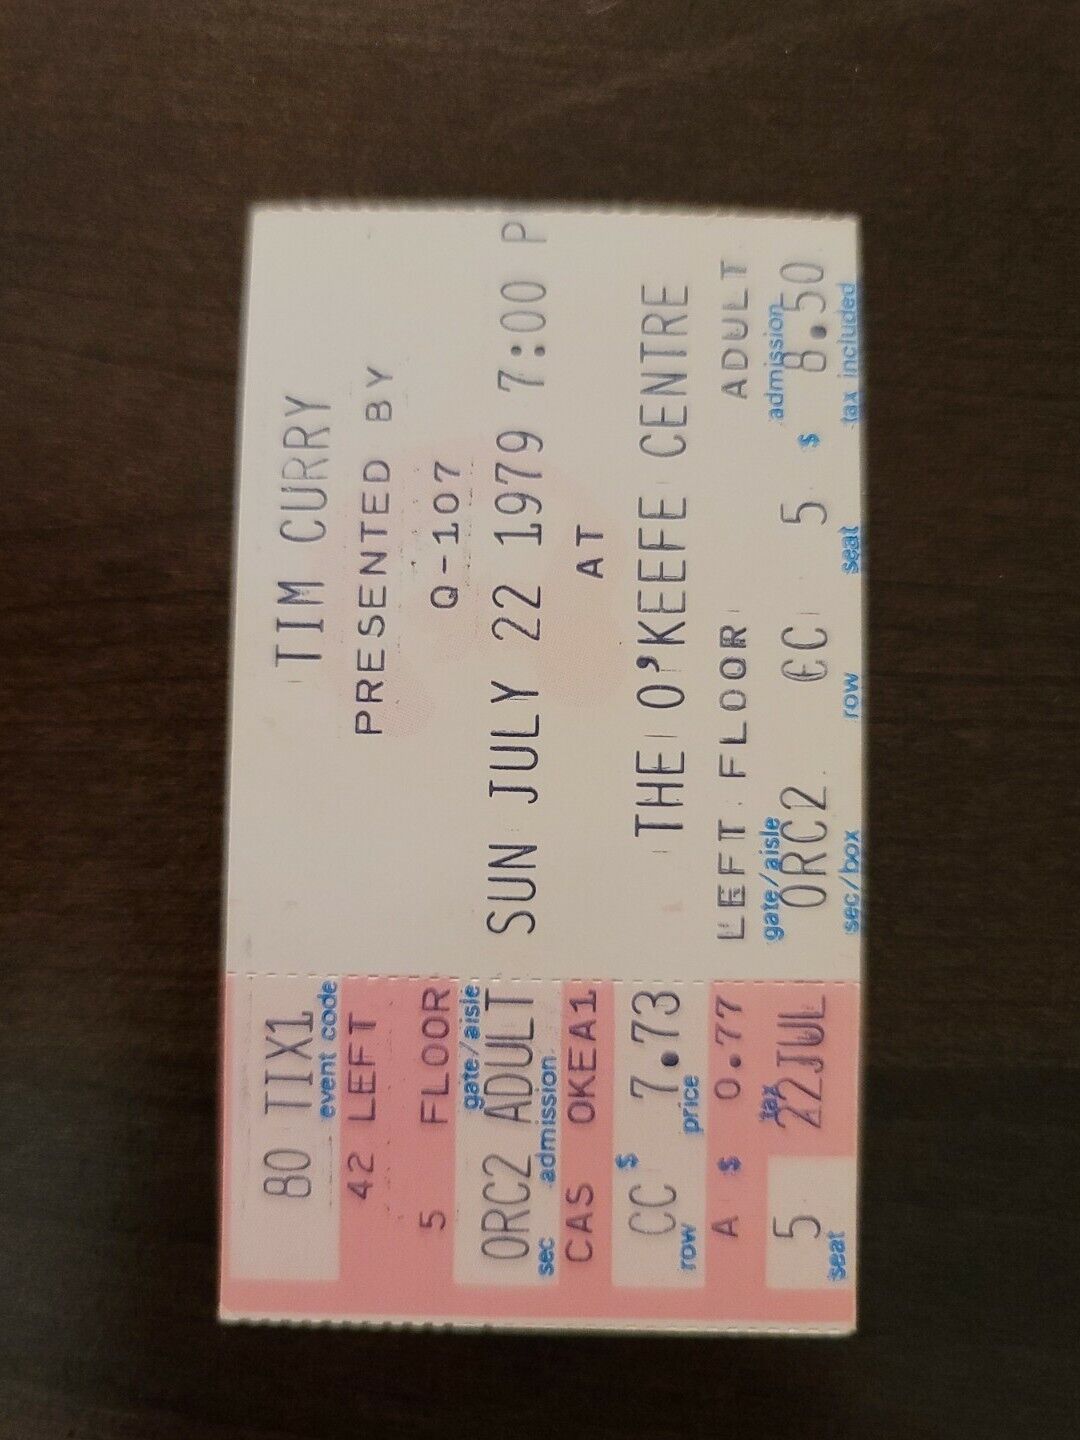 TIM CURRY
PRESENTED BY
Q-107
SUN JULY 22 1979 7:00 P
AT
THE O'KEEFE CENTRE
LEFT FLOOR ADULT
gate/aisle admission
ORC2 CC 5 $ 8.50
sec/box row seat tax included
80 TIX1
event code
42 LEFT
5 FLOOR
gate/aisle
ORC2 ADULT
sec admission
CAS OKEA1
CC $ 7.73
row price
A $ 0.77
tax
5 22JUL
seat